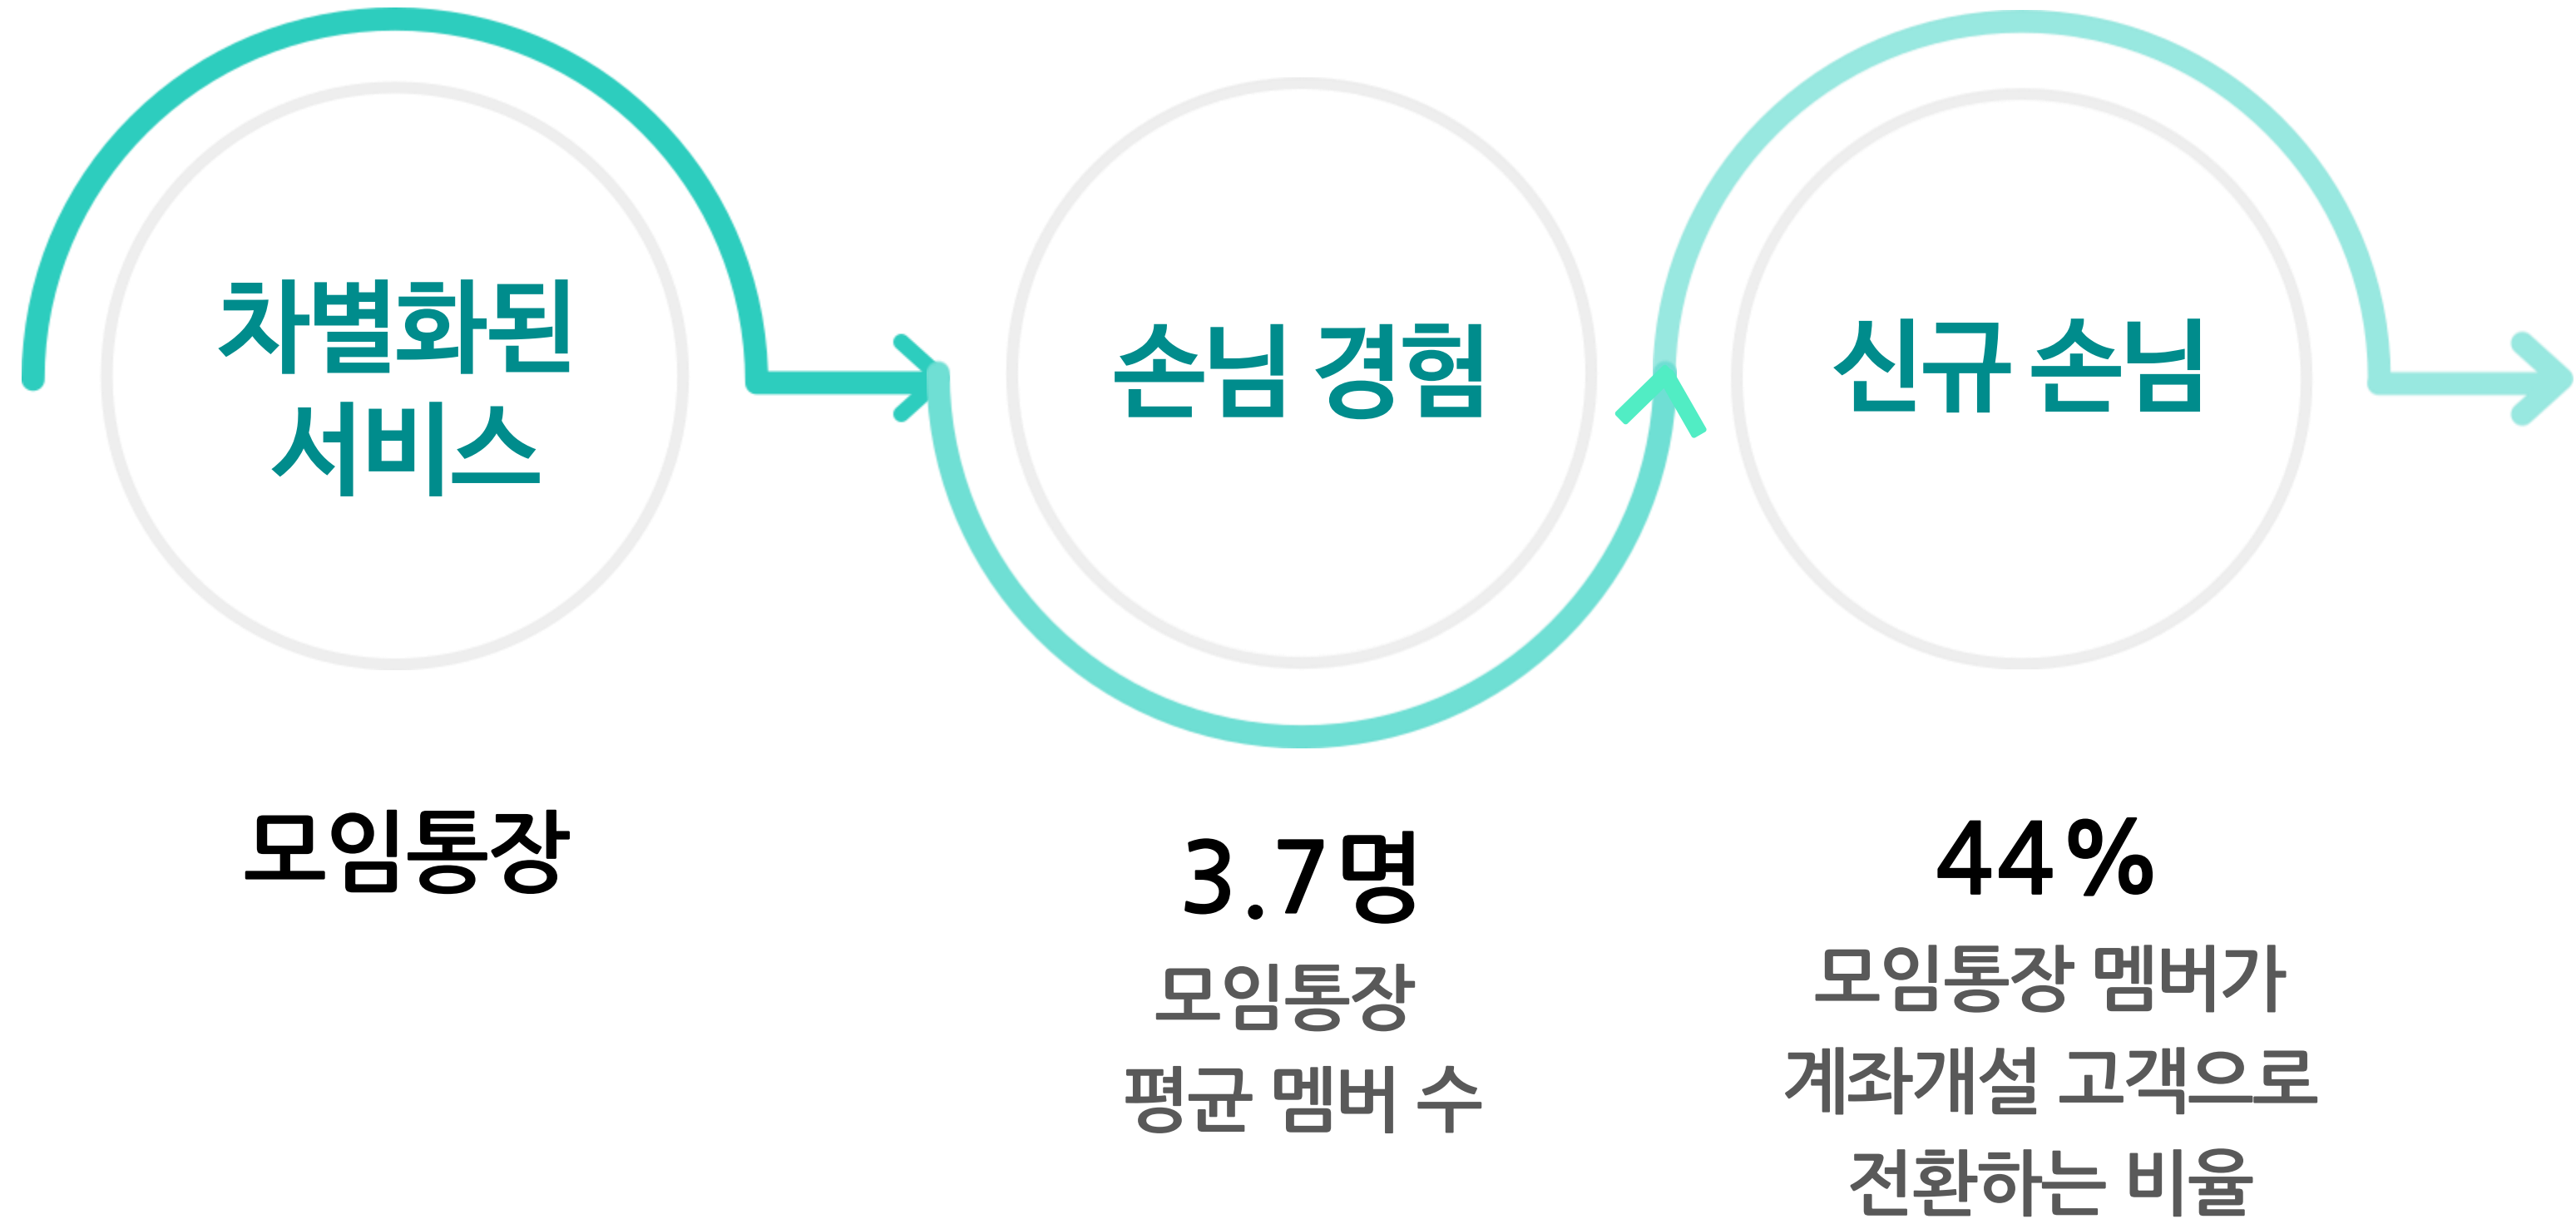 차별화된
서비스
손님 경험
신규 손님
모임통장
3.7명
모임통장
평균 멤버 수
44%
모임통장 멤버가
계좌개설 고객으로
전환하는 비율